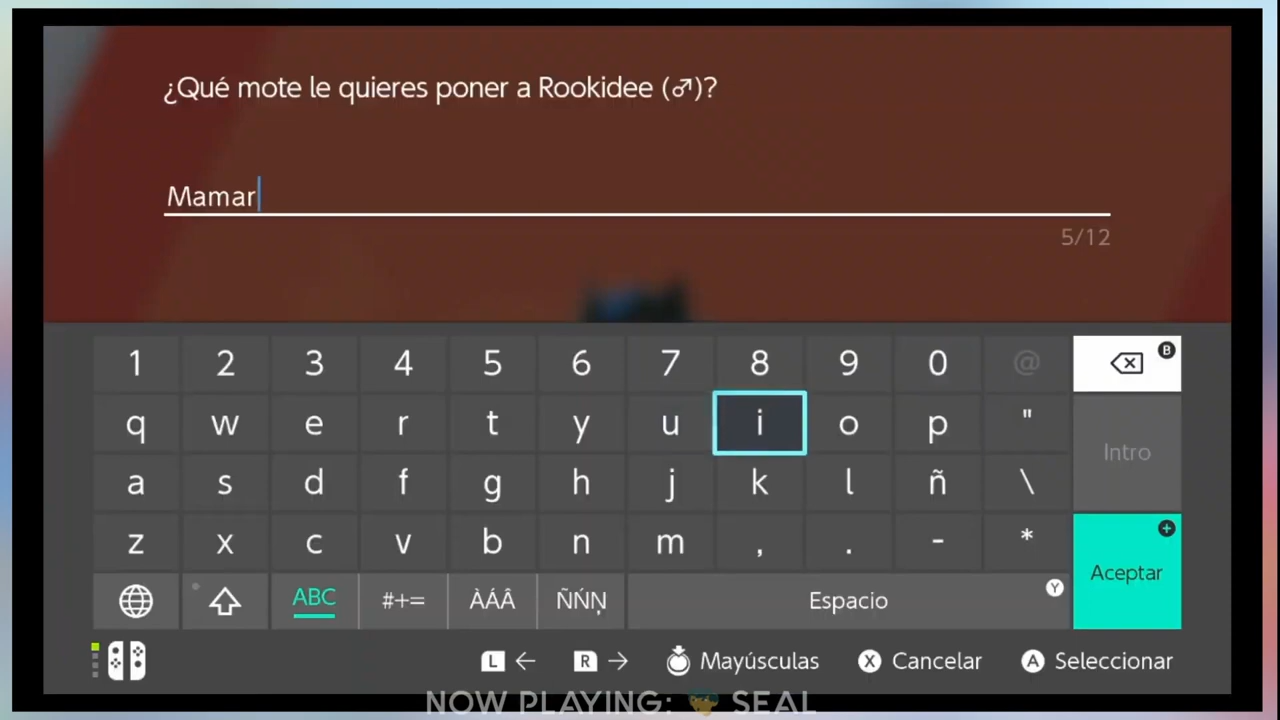 ¿Qué mote le quieres poner a Rookidee (♂)?
Mamar
5/12
1 2 3 4 5 6 7 8 9 0 @ B
q w e r t y u i o p "
Intro
a s d f g h j k l ñ \
z x c v b n m , . - * +
Aceptar
ABC #+= ÀÁÂ ÑŃŅ Espacio Y
L ← R → Mayúsculas X Cancelar A Seleccionar
NOW PLAYING: SEAL